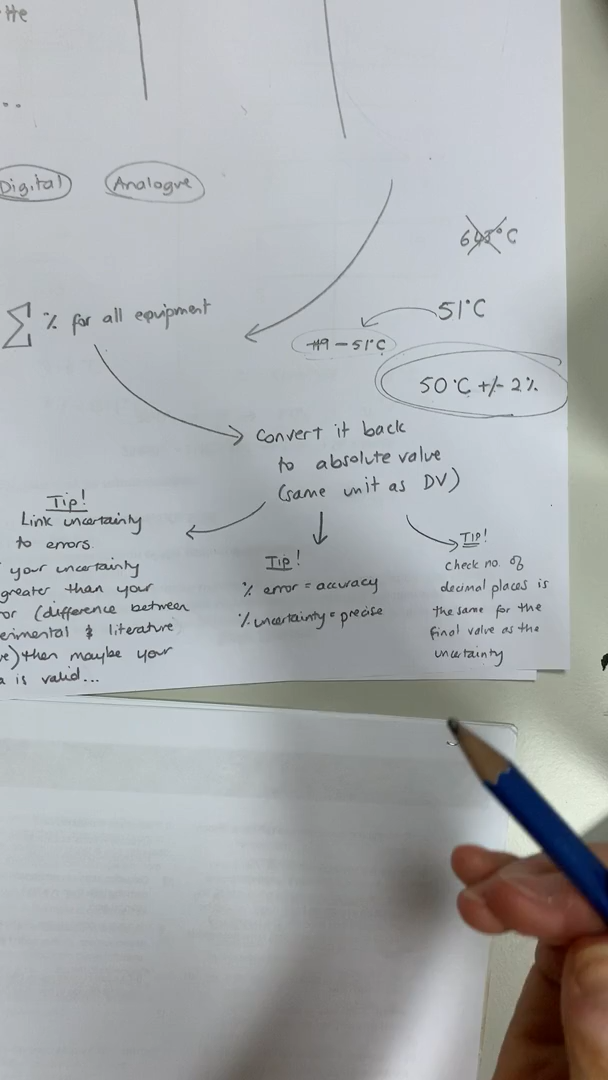 the
..
Digital
Analogue
°C
Σ % for all equipment
51°C
49 - 51°C
50°C +/- 2%
Convert it back
to absolute value
(same unit as DV)
Tip!
Link uncertainty
to errors.
your uncertainty
greater than your
or (difference between
erimental & literature
e) then maybe your
a is valid...
Tip!
% error = accuracy
% uncertainty = precise
TIP!
check no. of
decimal places is
the same for the
final value as the
uncertainty